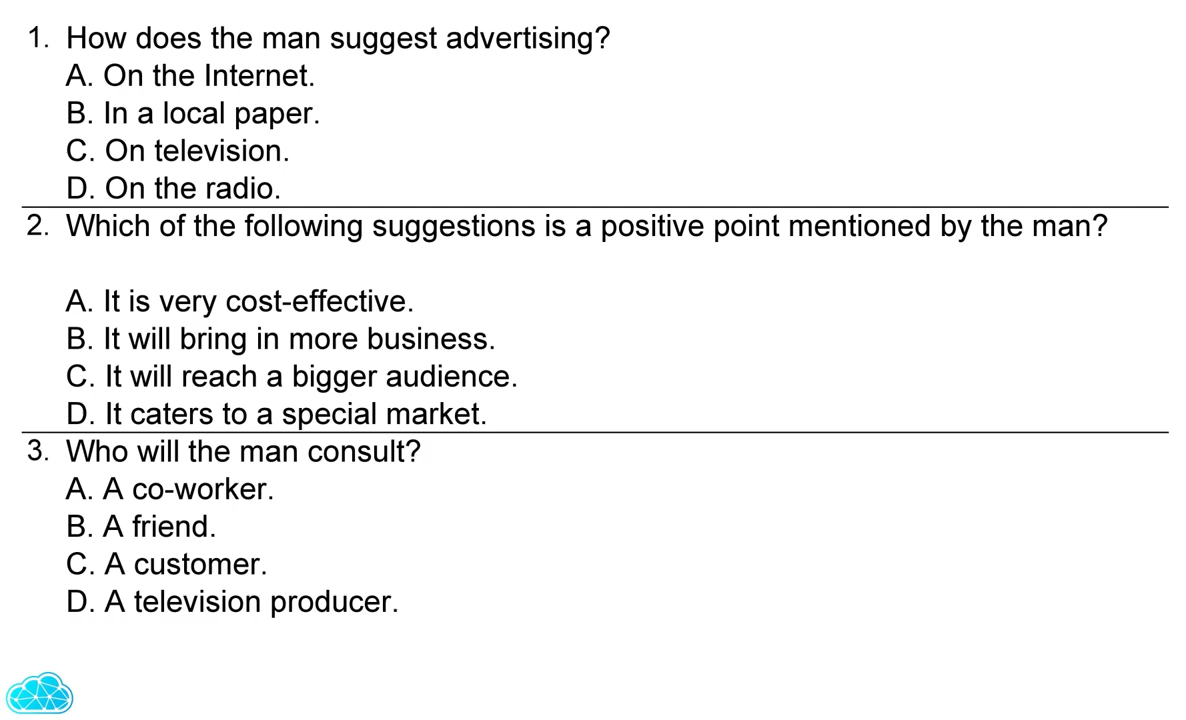 1. How does the man suggest advertising?
A. On the Internet.
B. In a local paper.
C. On television.
D. On the radio.
2. Which of the following suggestions is a positive point mentioned by the man?
A. It is very cost-effective.
B. It will bring in more business.
C. It will reach a bigger audience.
D. It caters to a special market.
3. Who will the man consult?
A. A co-worker.
B. A friend.
C. A customer.
D. A television producer.